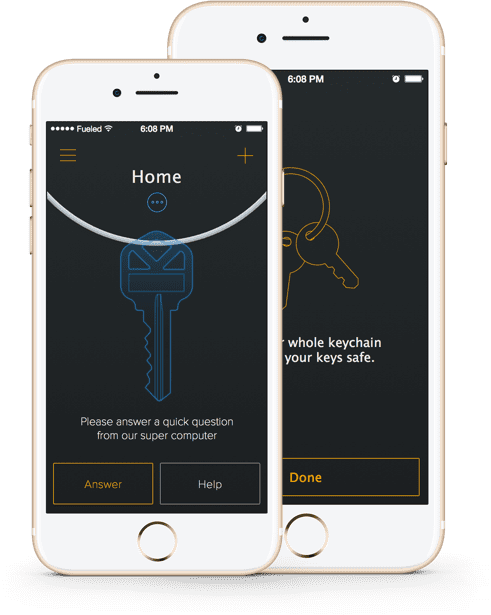 Fueled 6:08 PM
Home
Please answer a quick question
from our super computer
Answer Help
6:08 PM
whole keychain
your keys safe.
Done